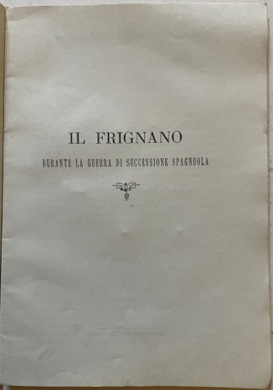 IL FRIGNANO
DURANTE LA GUERRA DI SUCCESSIONE SPAGNUOLA